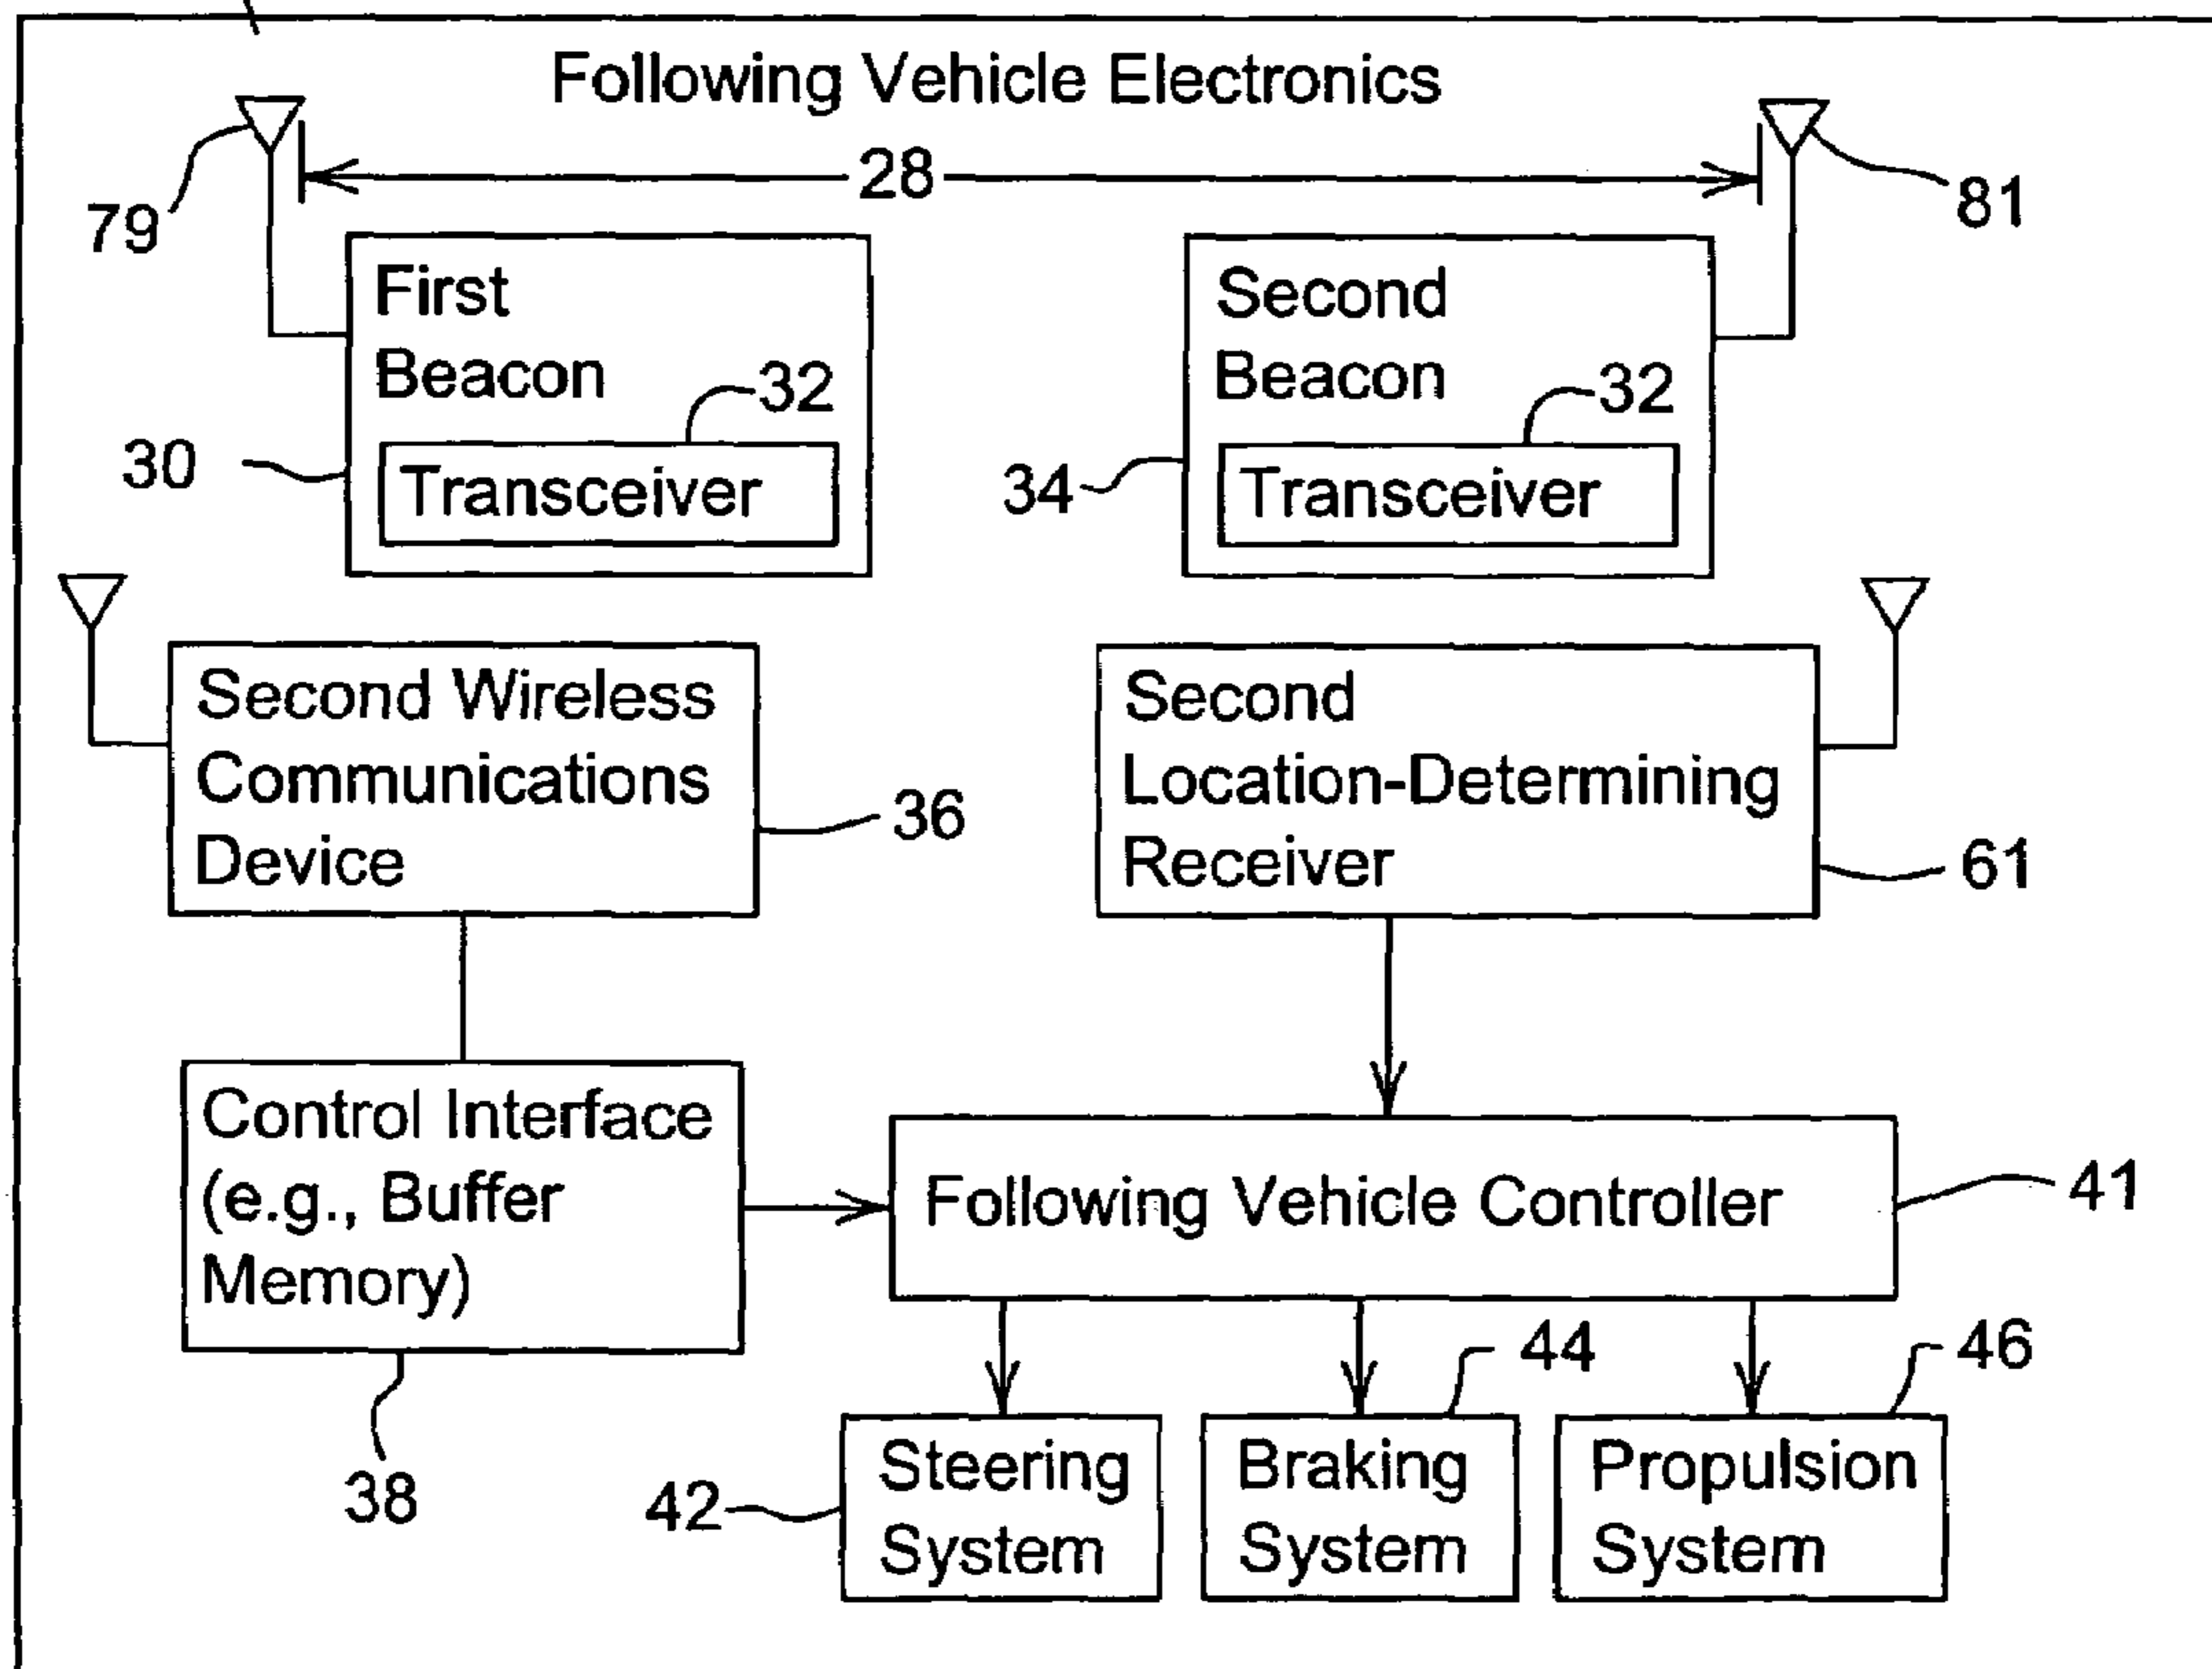 Following Vehicle Electronics
79
28
81
First
Beacon
32
Transceiver
30
Second
Beacon
32
Transceiver
34
Second Wireless
Communications
Device
36
Second
Location-Determining
Receiver
61
Control Interface
(e.g., Buffer
Memory)
38
Following Vehicle Controller
41
42
Steering
System
44
Braking
System
46
Propulsion
System